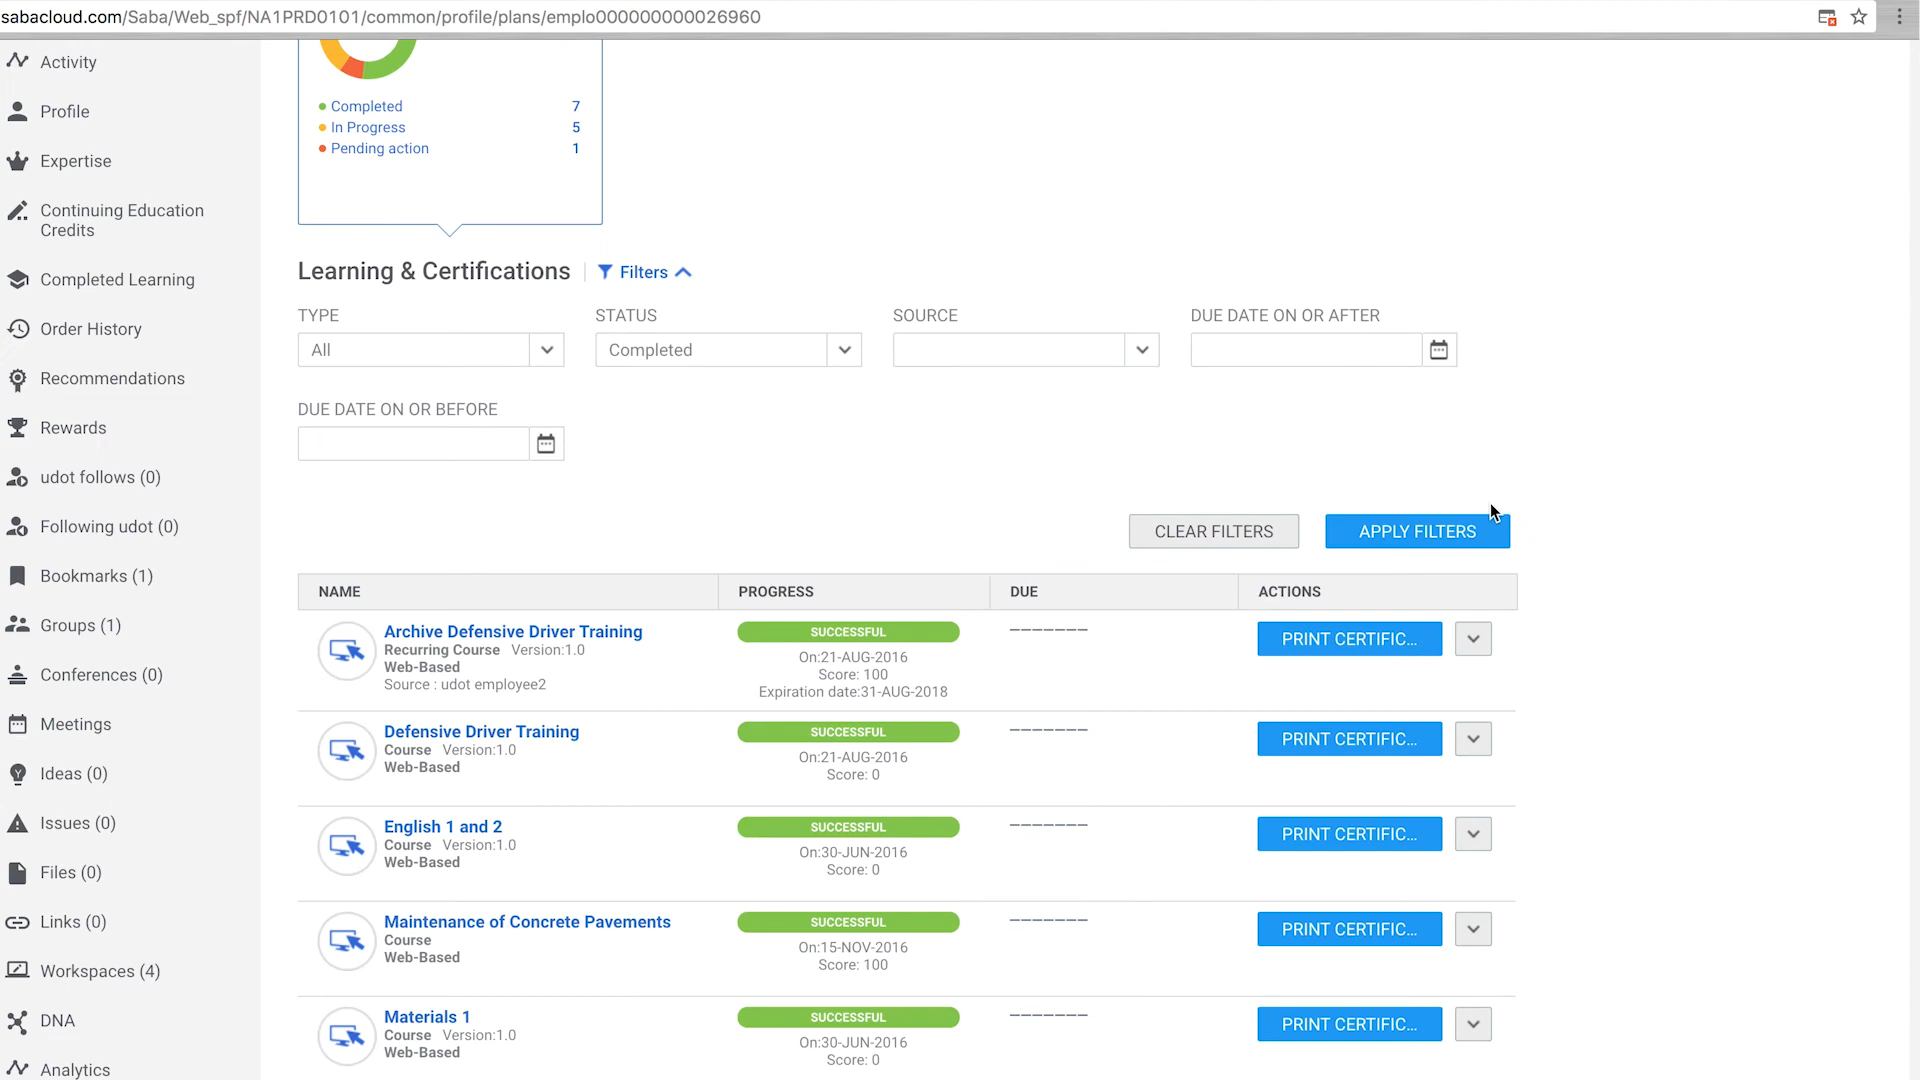 sabacloud.com/Saba/Web_spf/NA1PRD0101/common/profile/plans/emplo000000000026960
Activity
Profile
Expertise
Continuing Education
Credits
Completed Learning
Order History
Recommendations
Rewards
udot follows (0)
Following udot (0)
Bookmarks (1)
Groups (1)
Conferences (0)
Meetings
Ideas (0)
Issues (0)
Files (0)
Links (0)
Workspaces (4)
DNA
Analytics
Completed 7
In Progress 5
Pending action 1
Learning & Certifications Filters
TYPE STATUS SOURCE DUE DATE ON OR AFTER
All Completed
DUE DATE ON OR BEFORE
CLEAR FILTERS APPLY FILTERS
NAME PROGRESS DUE ACTIONS
Archive Defensive Driver Training SUCCESSFUL ------- PRINT CERTIFIC...
Recurring Course Version:1.0 On:21-AUG-2016
Web-Based Score: 100
Source : udot employee2 Expiration date:31-AUG-2018
Defensive Driver Training SUCCESSFUL ------- PRINT CERTIFIC...
Course Version:1.0 On:21-AUG-2016
Web-Based Score: 0
English 1 and 2 SUCCESSFUL ------- PRINT CERTIFIC...
Course Version:1.0 On:30-JUN-2016
Web-Based Score: 0
Maintenance of Concrete Pavements SUCCESSFUL ------- PRINT CERTIFIC...
Course On:15-NOV-2016
Web-Based Score: 100
Materials 1 SUCCESSFUL ------- PRINT CERTIFIC...
Course Version:1.0 On:30-JUN-2016
Web-Based Score: 0